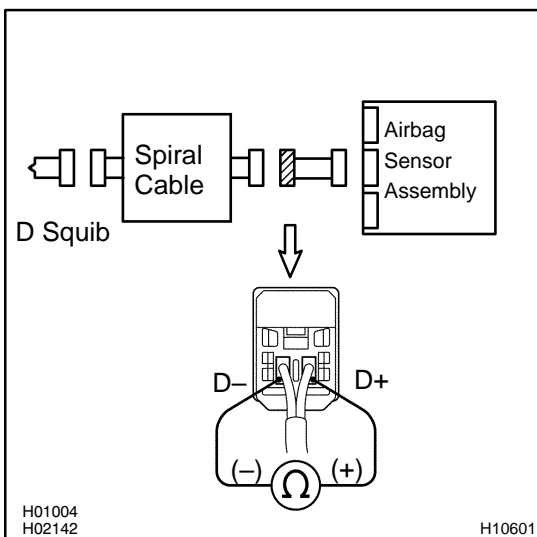 Spiral
Cable
Airbag
Sensor
Assembly
D Squib
D–
D+
(–)
Ω
(+)
H01004
H02142
H10601